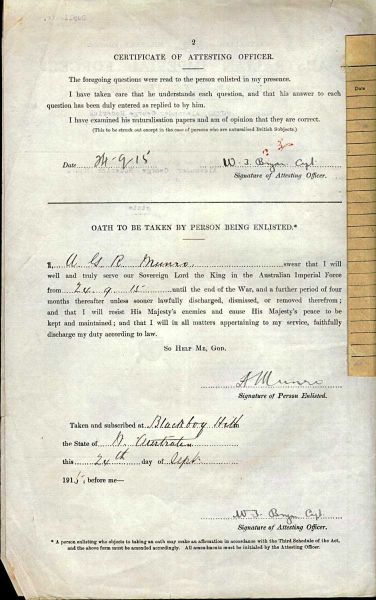 2
CERTIFICATE OF ATTESTING OFFICER.
The foregoing questions were read to the person enlisted in my presence.
I have taken care that he understands each question, and that his answer to each
question has been duly entered as replied to by him.
I have examined his naturalisation papers and am of opinion that they are correct.
(This to be struck out except in the case of persons who are naturalised British Subjects.)
Date 24-9-15
W. J. Bryan Capt
Signature of Attesting Officer.
OATH TO BE TAKEN BY PERSON BEING ENLISTED.*
I, A G R Munro swear that I will
well and truly serve our Sovereign Lord the King in the Australian Imperial Force
from 24. 9. 15 until the end of the War, and a further period of four
months thereafter unless sooner lawfully discharged, dismissed, or removed therefrom;
and that I will resist His Majesty's enemies and cause His Majesty's peace to be
kept and maintained; and that I will in all matters appertaining to my service, faithfully
discharge my duty according to law.
SO HELP ME, GOD.
A Munro
Signature of Person Enlisted.
Taken and subscribed at Blackboy Hill in
the State of W. Australia
this 24th day of Sept
1915, before me—
W. J. Bryan Capt
Signature of Attesting Officer.
* A person enlisting who objects to taking an oath may make an affirmation in accordance with the Third Schedule of the Act,
and the above form must be amended accordingly. All amendments must be initialed by the Attesting Officer.
Date